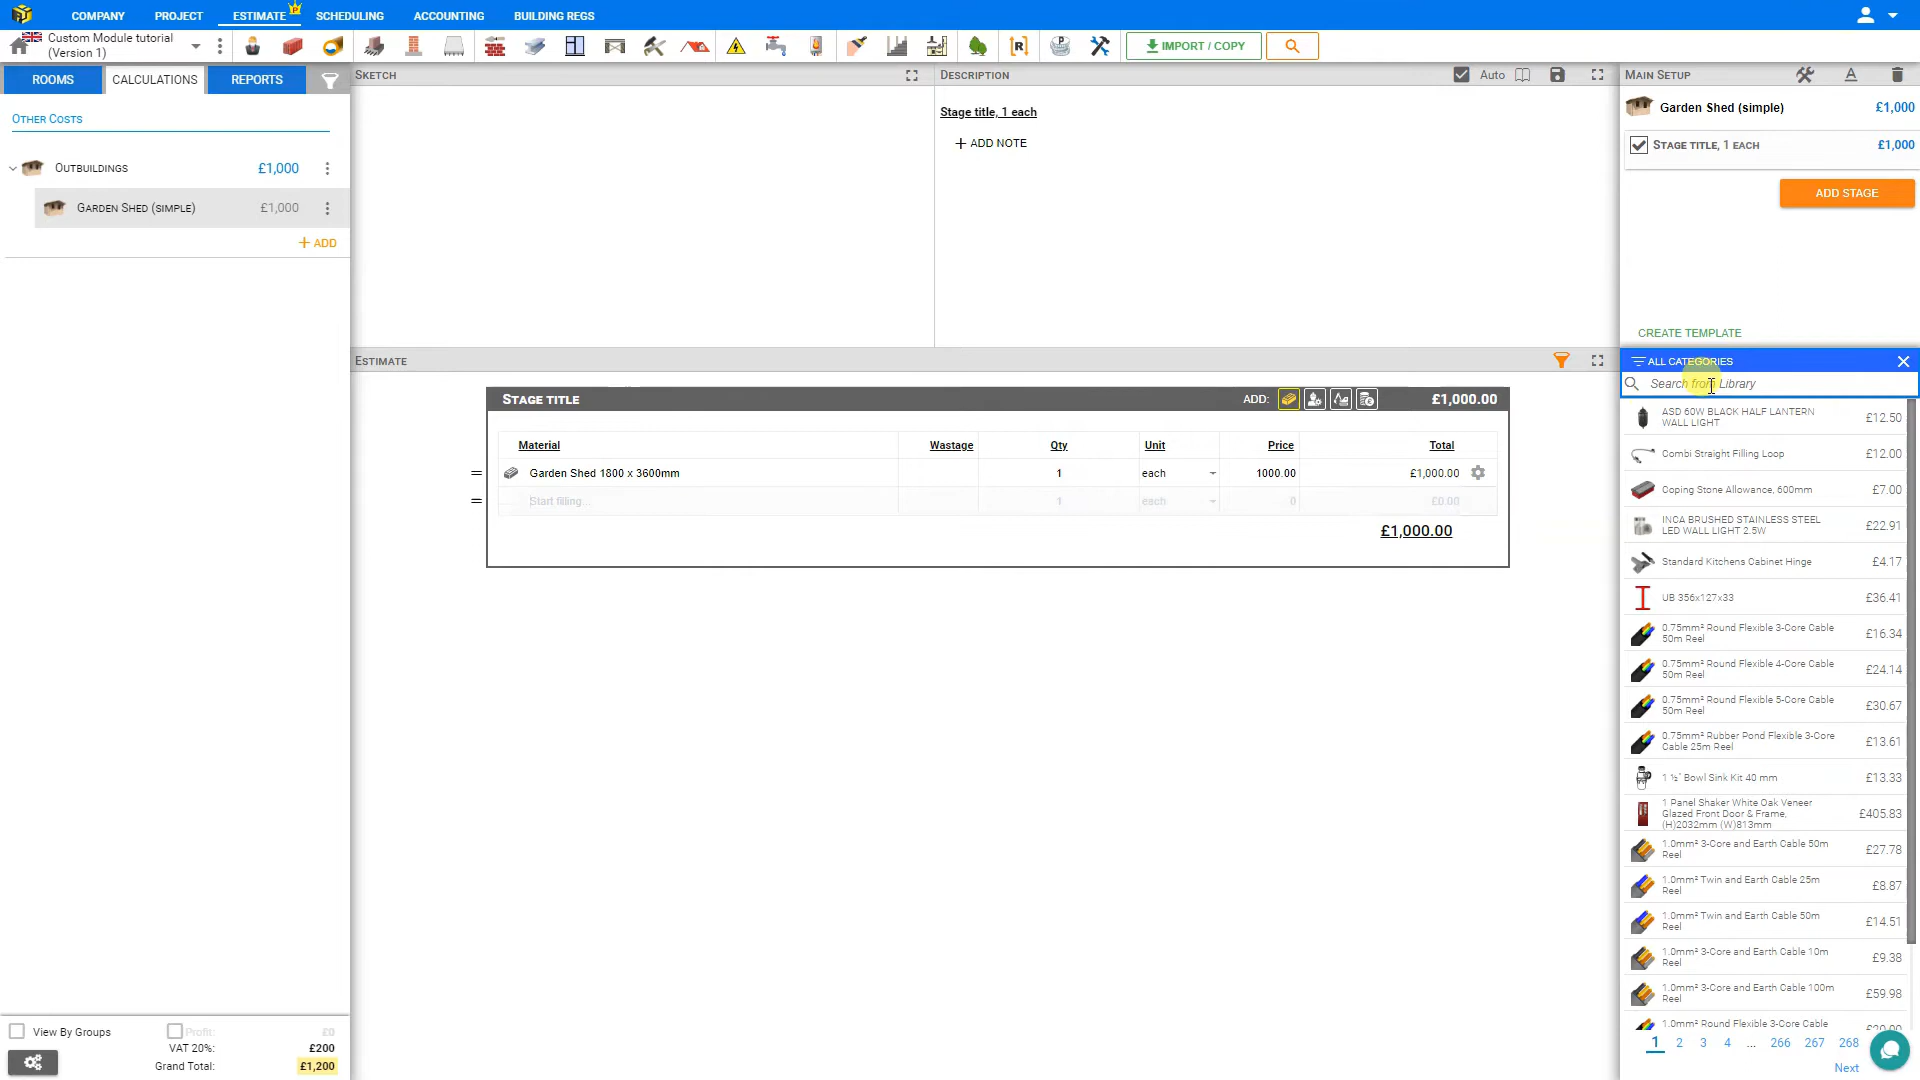 COMPANY PROJECT ESTIMATE SCHEDULING ACCOUNTING BUILDING REGS
Custom Module tutorial
(Version 1)
IMPORT / COPY
ROOMS CALCULATIONS REPORTS
OTHER COSTS
OUTBUILDINGS £1,000
GARDEN SHED (SIMPLE) £1,000
+ ADD
View By Groups
Profit: £0
VAT 20%: £200
Grand Total: £1,200
SKETCH
DESCRIPTION
Auto
Stage title, 1 each
+ ADD NOTE
ESTIMATE
STAGE TITLE ADD: £1,000.00
Material Wastage Qty Unit Price Total
= Garden Shed 1800 x 3600mm 1 each 1000.00 £1,000.00
= Start filling... 1 each 0 £0.00
£1,000.00
MAIN SETUP
Garden Shed (simple) £1,000
STAGE TITLE, 1 EACH £1,000
ADD STAGE
CREATE TEMPLATE
ALL CATEGORIES
Search from Library
ASD 60W BLACK HALF LANTERN
WALL LIGHT £12.50
Combi Straight Filling Loop £12.00
Coping Stone Allowance, 600mm £7.00
INCA BRUSHED STAINLESS STEEL
LED WALL LIGHT 2.5W £22.91
Standard Kitchens Cabinet Hinge £4.17
UB 356x127x33 £36.41
0.75mm² Round Flexible 3-Core Cable
50m Reel £16.34
0.75mm² Round Flexible 4-Core Cable
50m Reel £24.14
0.75mm² Round Flexible 5-Core Cable
50m Reel £30.67
0.75mm² Rubber Pond Flexible 3-Core
Cable 25m Reel £13.61
1 ½" Bowl Sink Kit 40 mm £13.33
1 Panel Shaker White Oak Veneer
Glazed Front Door & Frame,
(H)2032mm (W)813mm £405.83
1.0mm² 3-Core and Earth Cable 50m
Reel £27.78
1.0mm² Twin and Earth Cable 25m
Reel £8.87
1.0mm² Twin and Earth Cable 50m
Reel £14.51
1.0mm² 3-Core and Earth Cable 10m
Reel £9.38
1.0mm² 3-Core and Earth Cable 100m
Reel £59.98
1.0mm² Round Flexible 3-Core Cable
1 2 3 4 ... 266 267 268
Next